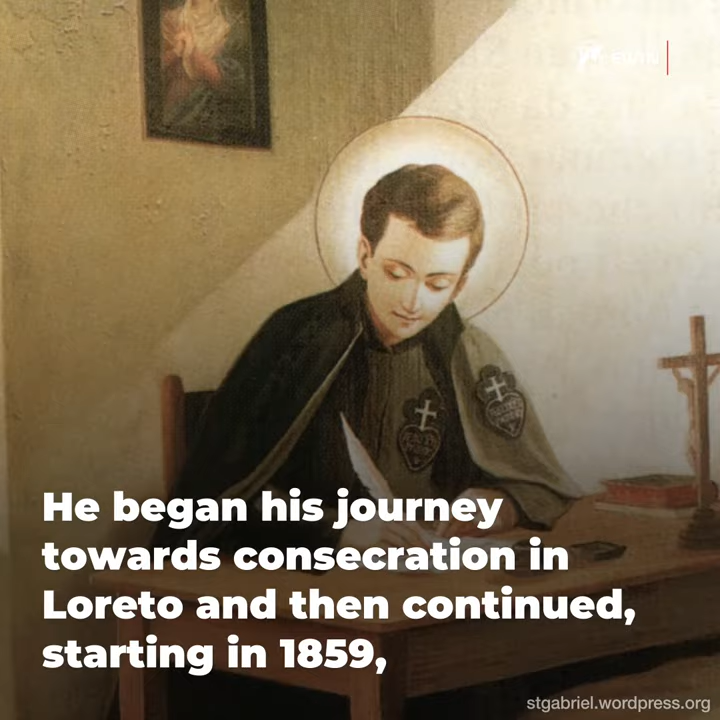 He began his journey
towards consecration in
Loreto and then continued,
starting in 1859,
stgabriel.wordpress.org